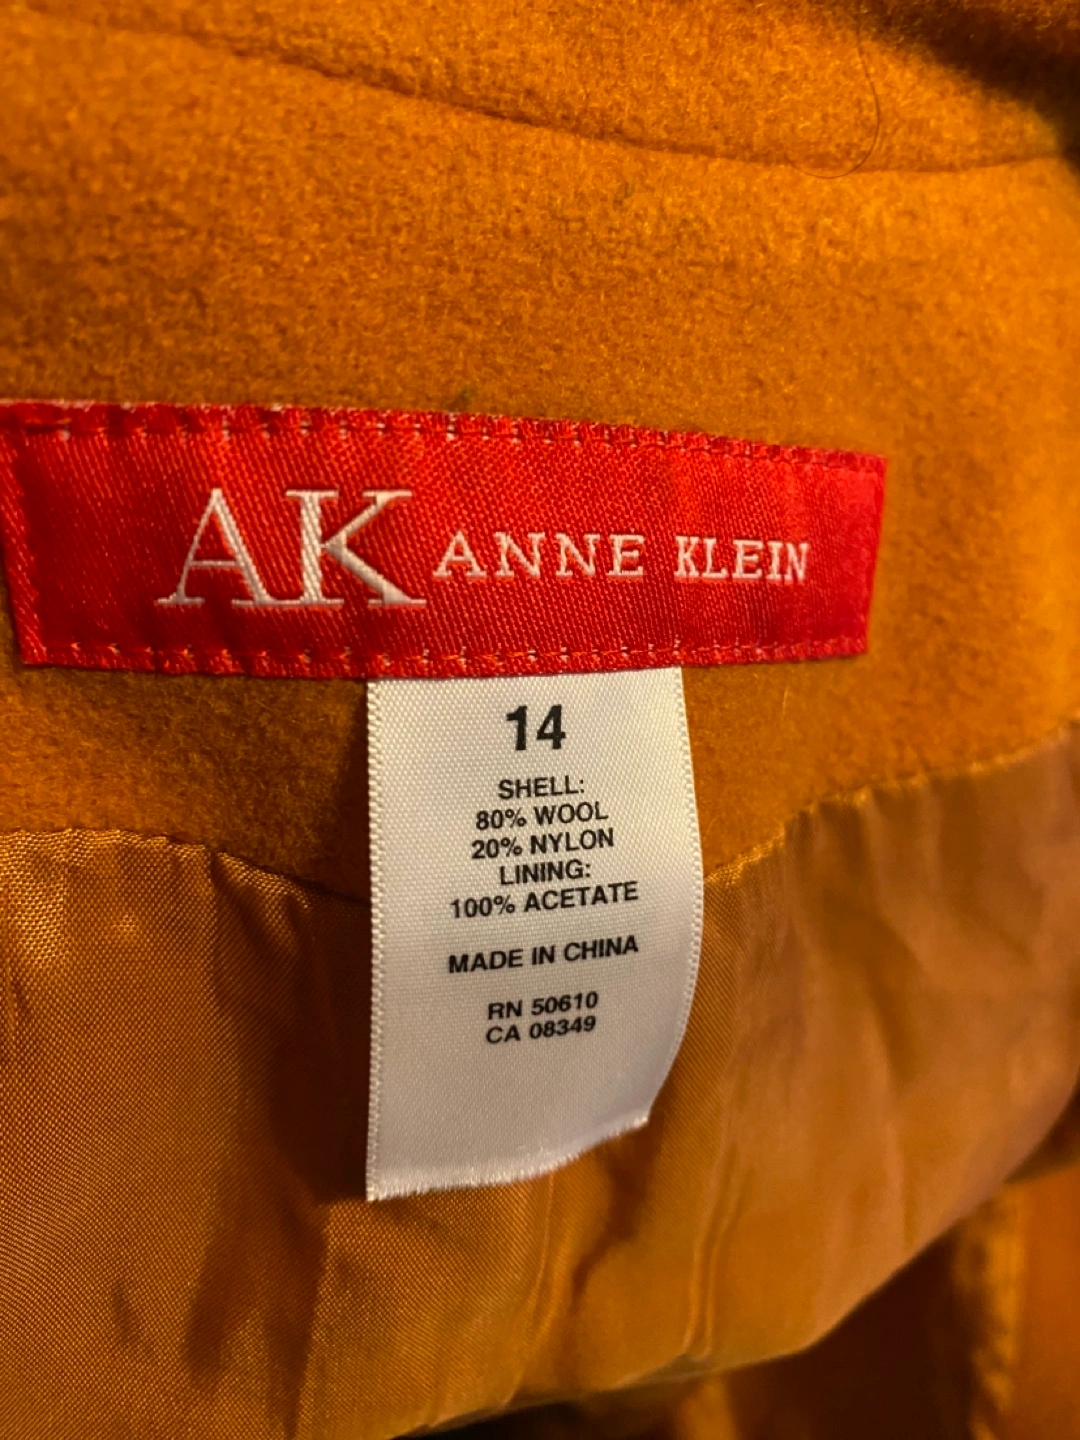 AK ANNE KLEIN
14
SHELL:
80% WOOL
20% NYLON
LINING:
100% ACETATE
MADE IN CHINA
RN 50610
CA 08349